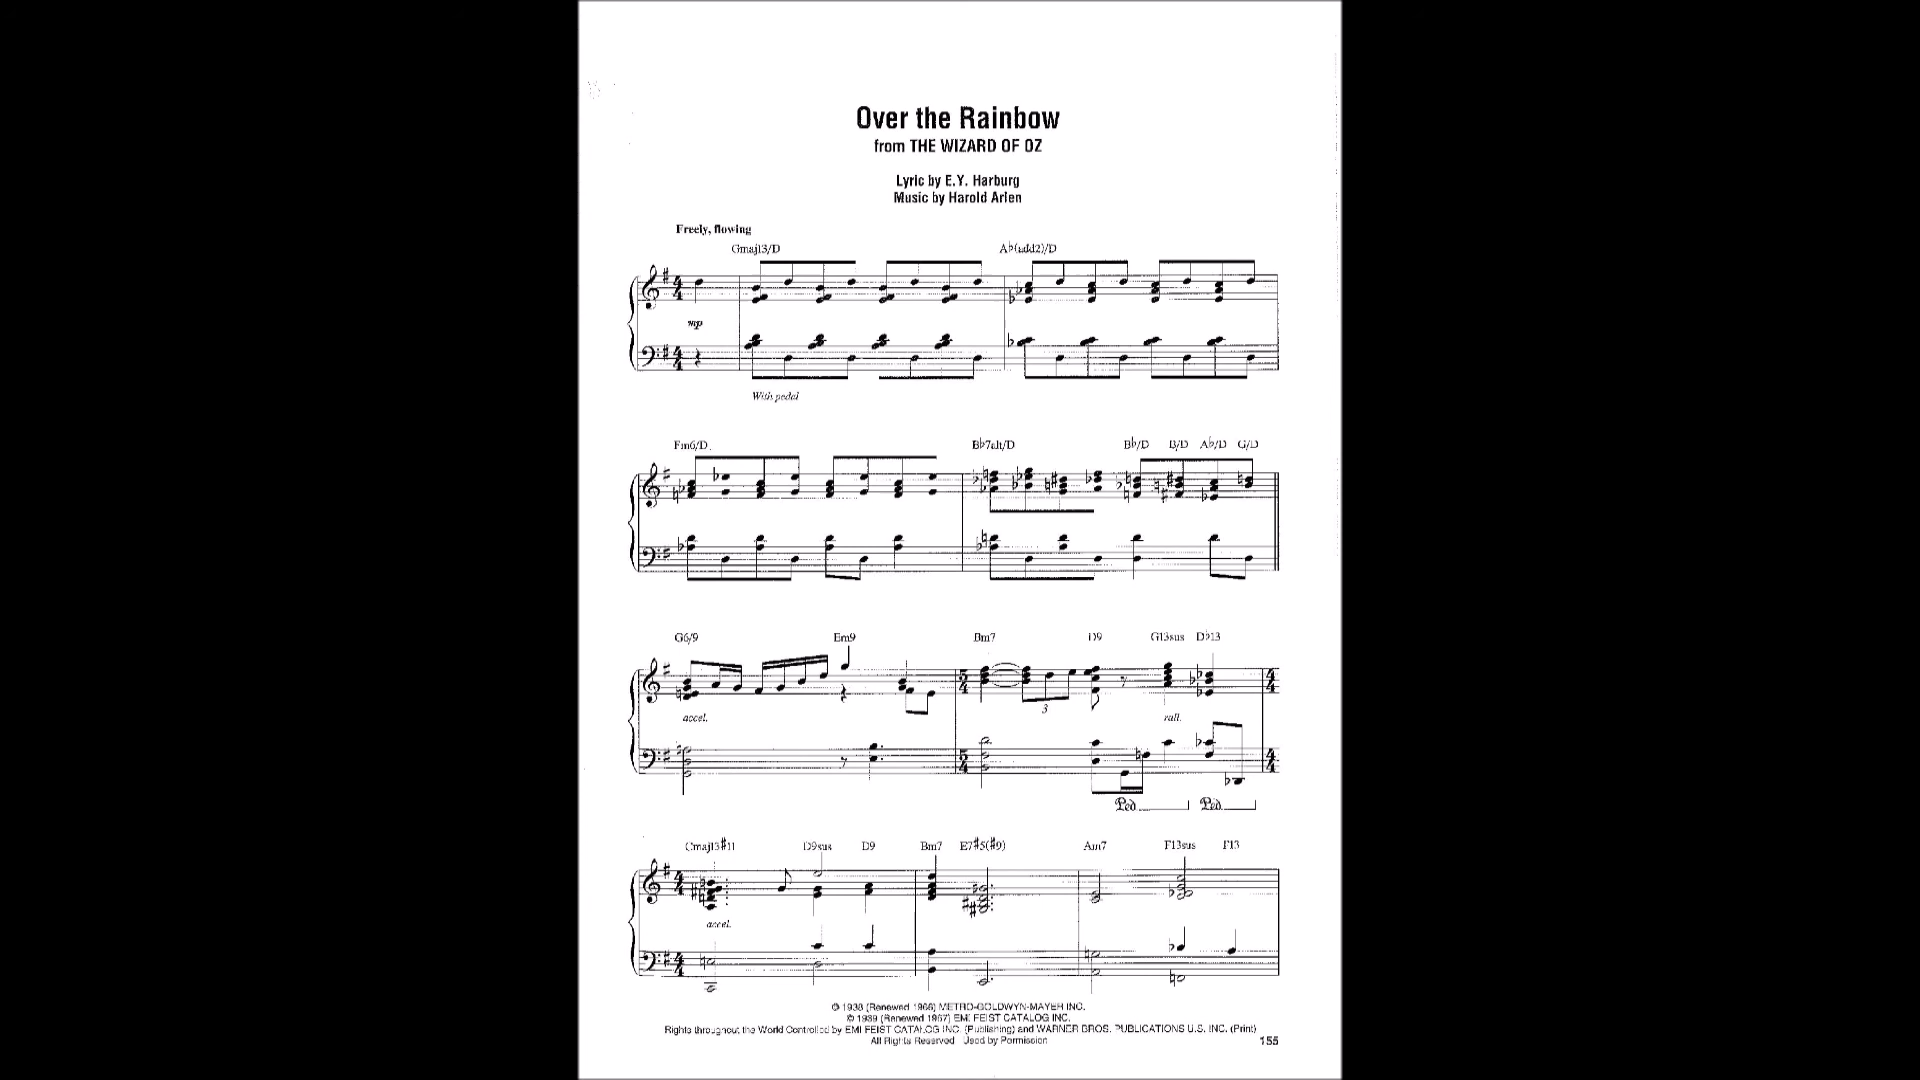 Over the Rainbow
from THE WIZARD OF OZ
Lyric by E.Y. Harburg
Music by Harold Arlen
Freely, flowing
Gmaj13/D A♭(add2)/D
mp
With pedal
Fm6/D B♭7alt/D B♭/D B/D A♭/D G/D
G6/9 Em9 Bm7 D9 G13sus D♭13
accel. 3 rall.
Ped. Ped.
Cmaj13♯11 D9sus D9 Bm7 E7♯5(♯9) Am7 F13sus F13
accel.
© 1938 (Renewed 1966) METRO-GOLDWYN-MAYER INC.
© 1939 (Renewed 1967) EMI FEIST CATALOG INC.
Rights throughout the World Controlled by EMI FEIST CATALOG INC. (Publishing) and WARNER BROS. PUBLICATIONS U.S. INC. (Print)
All Rights Reserved Used by Permission
155